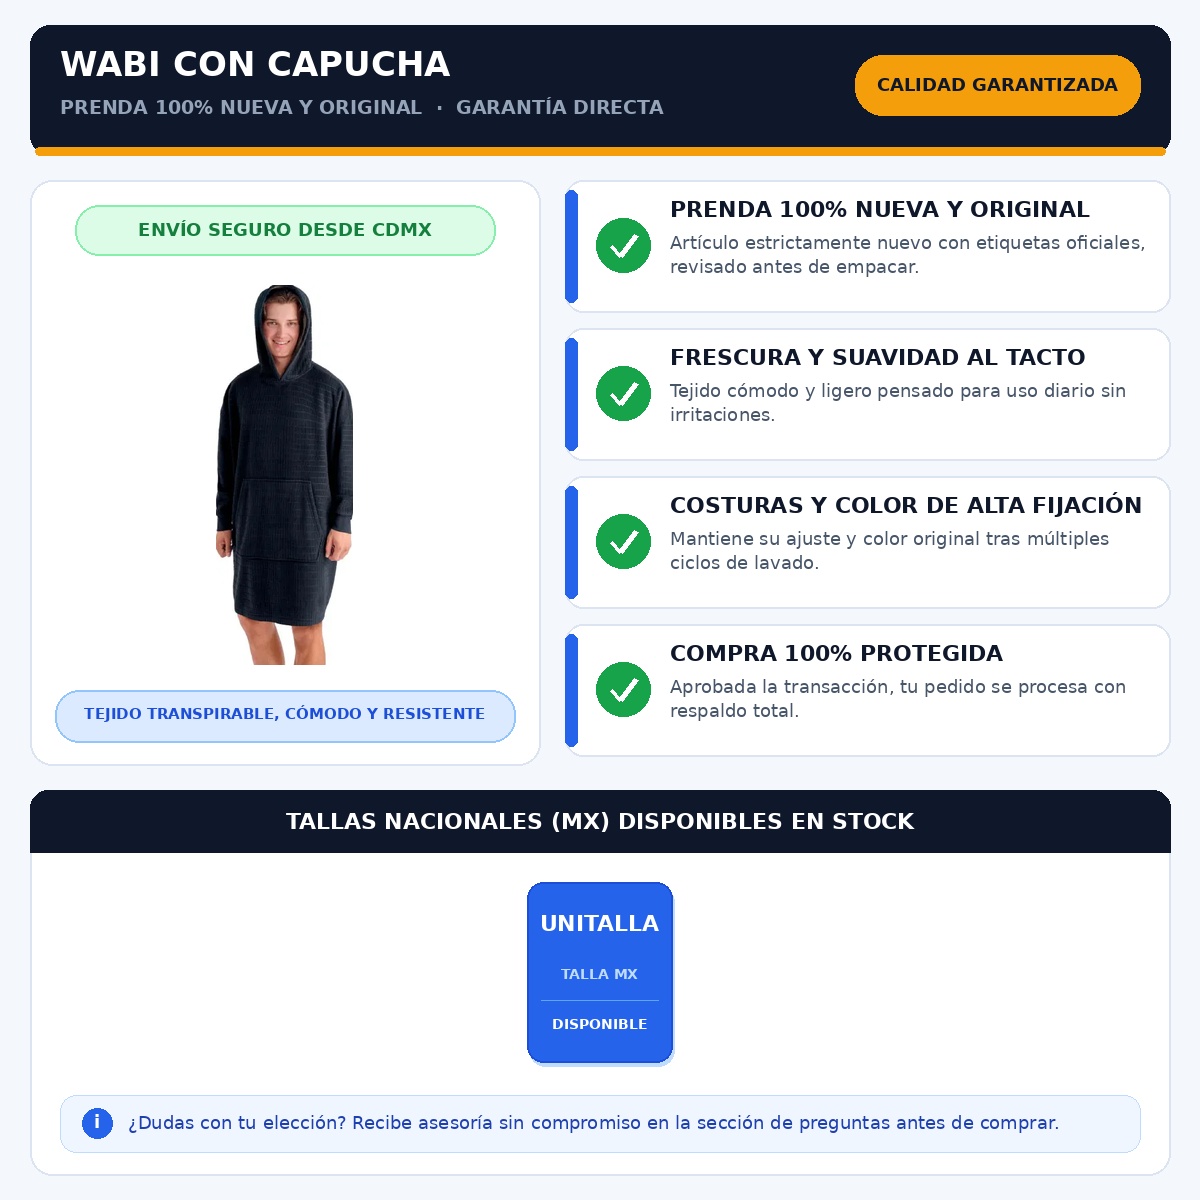 WABI CON CAPUCHA
PRENDA 100% NUEVA Y ORIGINAL · GARANTÍA DIRECTA
CALIDAD GARANTIZADA
ENVÍO SEGURO DESDE CDMX
TEJIDO TRANSPIRABLE, CÓMODO Y RESISTENTE
PRENDA 100% NUEVA Y ORIGINAL
Artículo estrictamente nuevo con etiquetas oficiales,
revisado antes de empacar.
FRESCURA Y SUAVIDAD AL TACTO
Tejido cómodo y ligero pensado para uso diario sin
irritaciones.
COSTURAS Y COLOR DE ALTA FIJACIÓN
Mantiene su ajuste y color original tras múltiples
ciclos de lavado.
COMPRA 100% PROTEGIDA
Aprobada la transacción, tu pedido se procesa con
respaldo total.
TALLAS NACIONALES (MX) DISPONIBLES EN STOCK
UNITALLA
TALLA MX
DISPONIBLE
i ¿Dudas con tu elección? Recibe asesoría sin compromiso en la sección de preguntas antes de comprar.